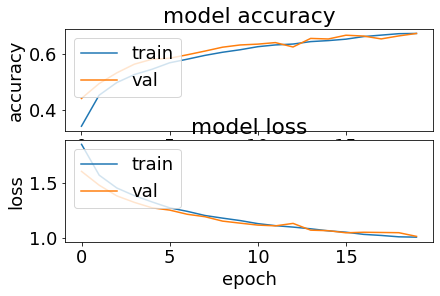 model accuracy
0.6
0.4
accuracy
train
val
model loss
1.5
1.0
loss
train
val
0
5
10
15
epoch